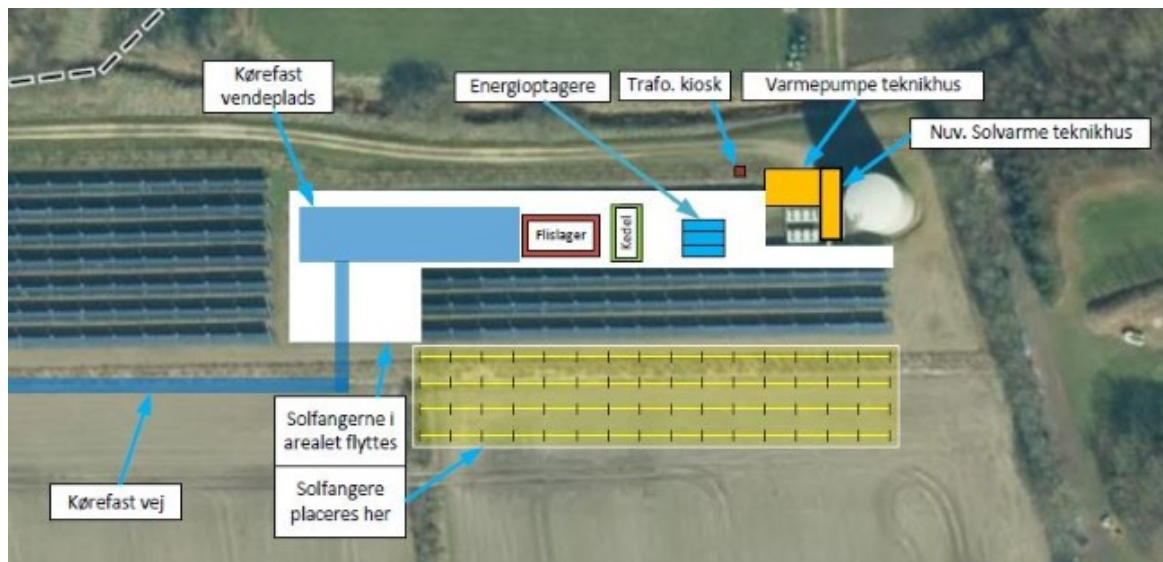 Kørefast
vendeplads
Energioptagere
Trafo. kiosk
Varmepumpe teknikhus
Nuv. Solvarme teknikhus
Flislager
Kedel
Solfangerne i
arealet flyttes
Solfangere
placeres her
Kørefast vej